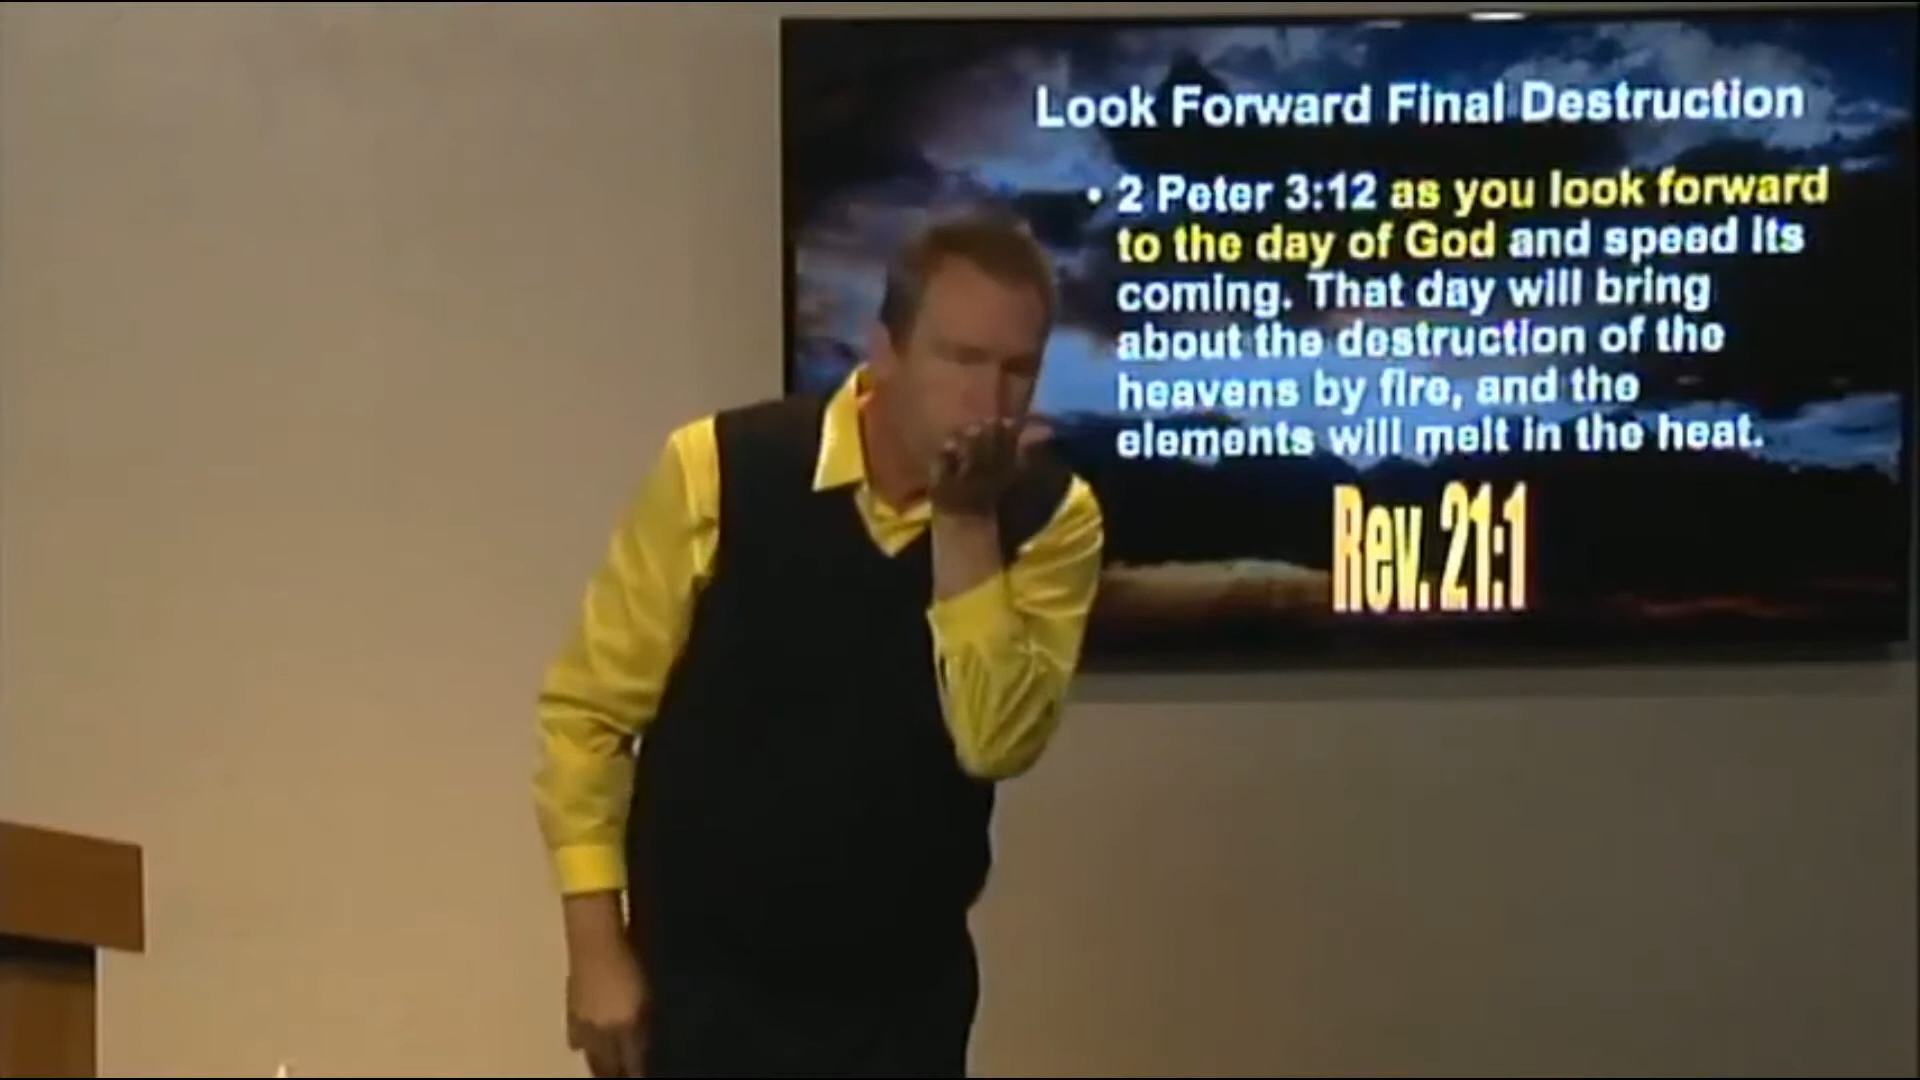 Look Forward Final Destruction
• 2 Peter 3:12 as you look forward
to the day of God and speed its
coming. That day will bring
about the destruction of the
heavens by fire, and the
elements will melt in the heat.
Rev. 21:1